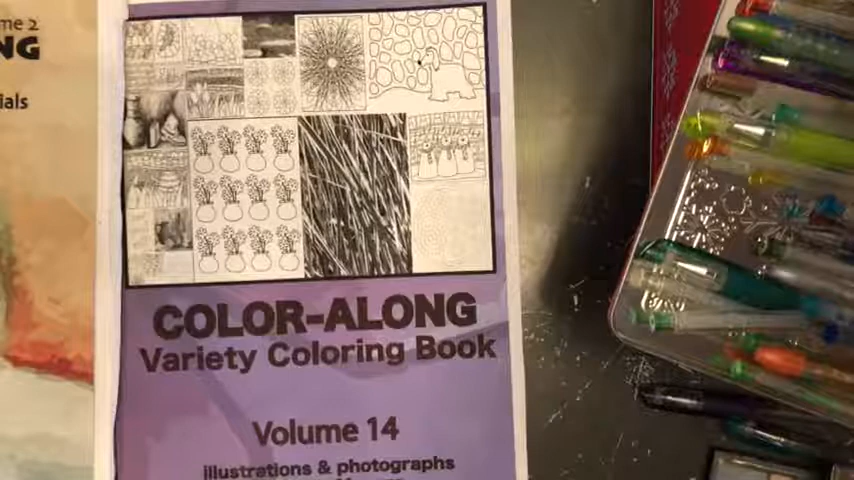 me 2
NG
ials
COLOR-ALONG
Variety Coloring Book
Volume 14
illustrations & photographs